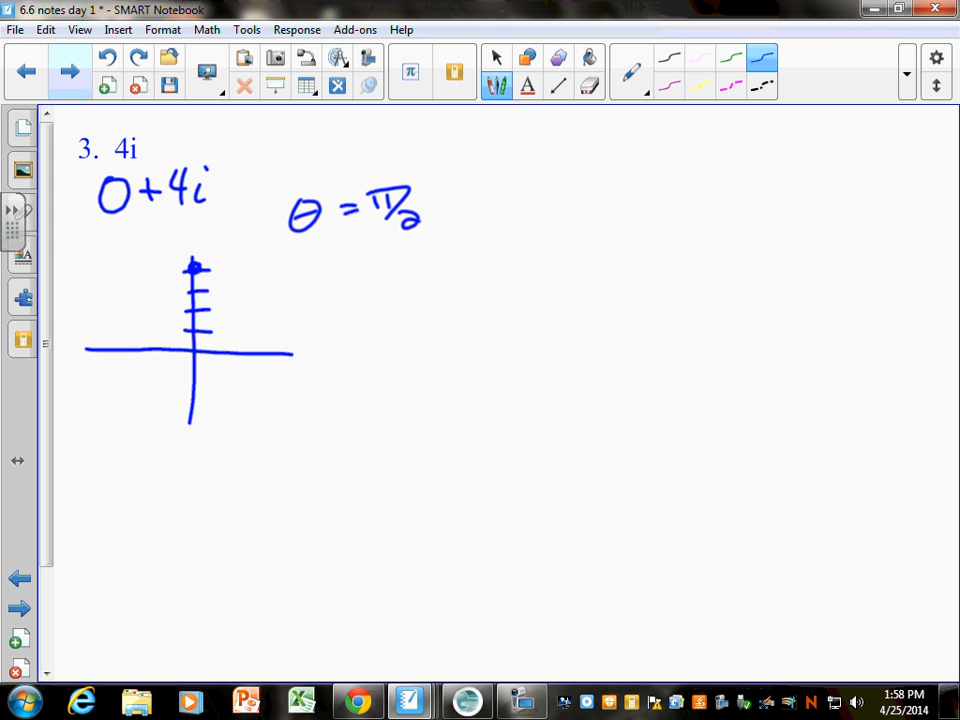 6.6 notes day 1 * - SMART Notebook
File Edit View Insert Format Math Tools Response Add-ons Help
3. 4i
0+4i
θ = π/2
1:58 PM
4/25/2014